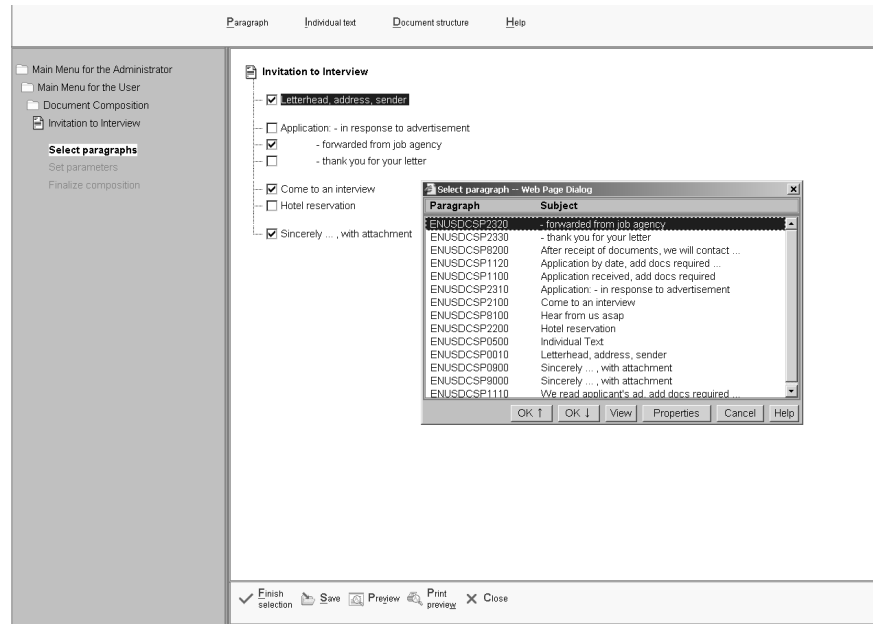 Paragraph Individual text Document structure Help
Main Menu for the Administrator
Main Menu for the User
Document Composition
Invitation to Interview
Select paragraphs
Set parameters
Finalize composition
Invitation to Interview
Letterhead, address, sender
Application: - in response to advertisement
- forwarded from job agency
- thank you for your letter
Come to an interview
Hotel reservation
Sincerely ... , with attachment
Select paragraph -- Web Page Dialog
Paragraph Subject
ENUSDCSP2320 - forwarded from job agency
ENUSDCSP2330 - thank you for your letter
ENUSDCSP8200 After receipt of documents, we will contact ...
ENUSDCSP1120 Application by date, add docs required ...
ENUSDCSP1100 Application received, add docs required
ENUSDCSP2310 Application: - in response to advertisement
ENUSDCSP2100 Come to an interview
ENUSDCSP8100 Hear from us asap
ENUSDCSP2200 Hotel reservation
ENUSDCSP0500 Individual Text
ENUSDCSP0010 Letterhead, address, sender
ENUSDCSP0900 Sincerely ... , with attachment
ENUSDCSP9000 Sincerely ... , with attachment
ENUSDCSP1110 We read applicant's ad, add docs required ...
OK ↑ OK ↓ View Properties Cancel Help
Finish selection Save Preview Print preview Close